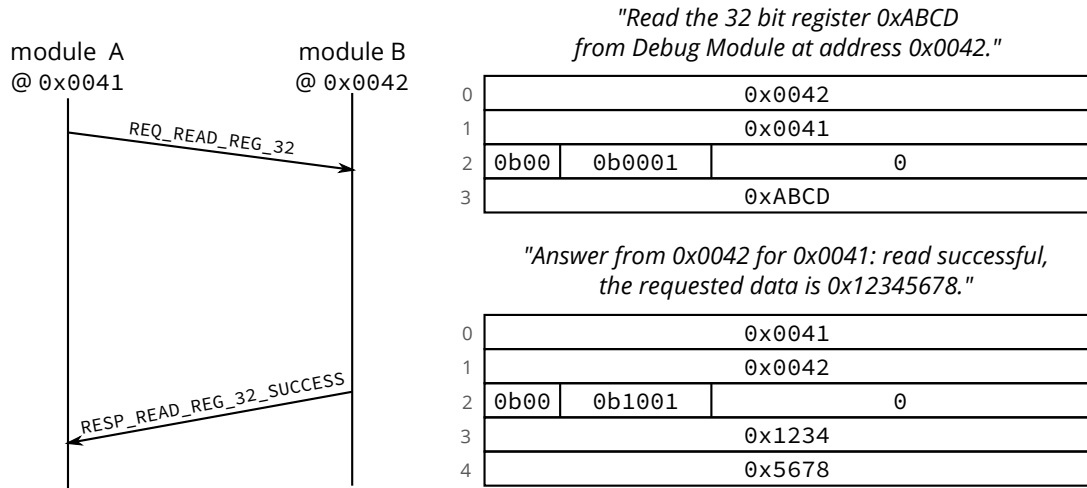 module A
@ 0x0041
module B
@ 0x0042
REQ_READ_REG_32
RESP_READ_REG_32_SUCCESS
"Read the 32 bit register 0xABCD
from Debug Module at address 0x0042."
0 0x0042
1 0x0041
2 0b00 0b0001 0
3 0xABCD
"Answer from 0x0042 for 0x0041: read successful,
the requested data is 0x12345678."
0 0x0041
1 0x0042
2 0b00 0b1001 0
3 0x1234
4 0x5678